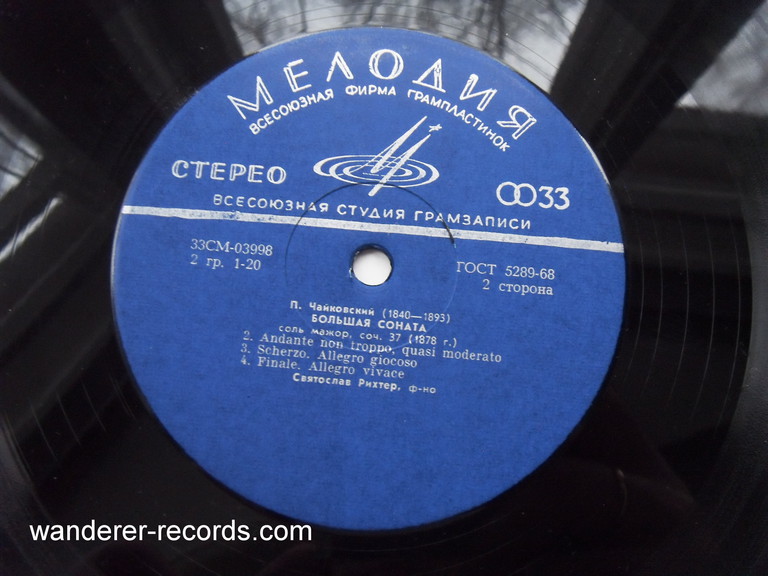 МЕЛОДИЯ
ВСЕСОЮЗНАЯ ФИРМА ГРАМПЛАСТИНОК
СТЕРЕО
33
ВСЕСОЮЗНАЯ СТУДИЯ ГРАМЗАПИСИ
33СМ-03998
ГОСТ 5289-68
2 гр. 1-20
2 сторона
П. Чайковский (1840—1893)
БОЛЬШАЯ СОНАТА
соль мажор, соч. 37 (1878 г.)
2. Andante non troppo, quasi moderato
3. Scherzo. Allegro giocoso
4. Finale. Allegro vivace
Святослав Рихтер, ф-но
wanderer-records.com